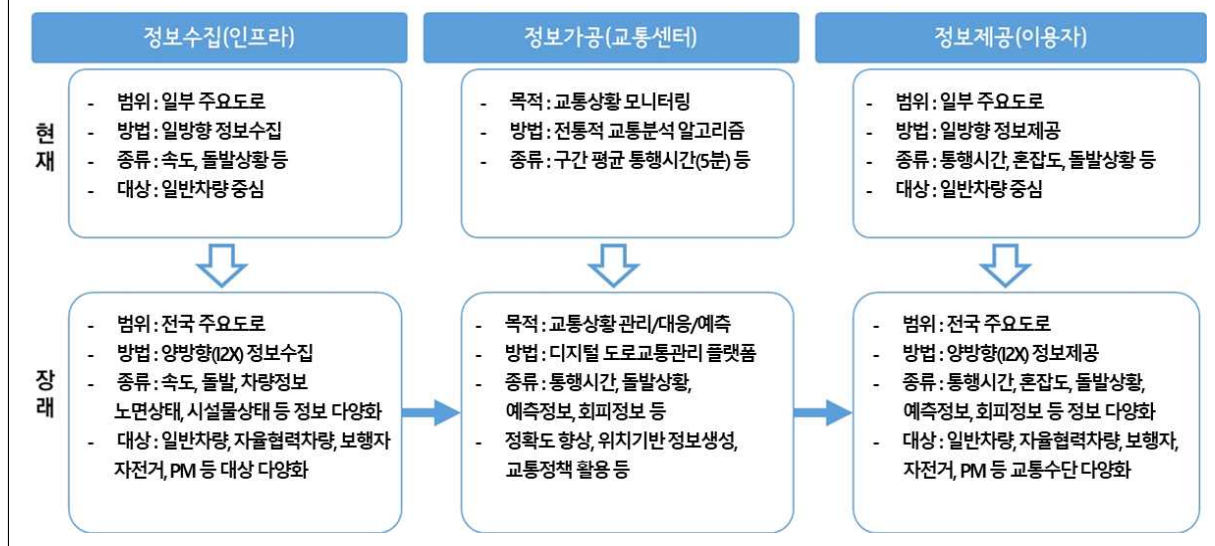 정보수집(인프라)
정보가공(교통센터)
정보제공(이용자)
현재
- 범위 : 일부 주요도로
- 방법 : 일방향 정보수집
- 종류 : 속도, 돌발상황 등
- 대상 : 일반차량 중심
- 목적 : 교통상황 모니터링
- 방법 : 전통적 교통분석 알고리즘
- 종류 : 구간 평균 통행시간(5분) 등
- 범위 : 일부 주요도로
- 방법 : 일방향 정보제공
- 종류 : 통행시간, 혼잡도, 돌발상황 등
- 대상 : 일반차량 중심
장래
- 범위 : 전국 주요도로
- 방법 : 양방향(I2X) 정보수집
- 종류 : 속도, 돌발, 차량정보
노면상태, 시설물상태 등 정보 다양화
- 대상 : 일반차량, 자율협력차량, 보행자
자전거, PM 등 대상 다양화
- 목적 : 교통상황 관리/대응/예측
- 방법 : 디지털 도로교통관리 플랫폼
- 종류 : 통행시간, 돌발상황,
예측정보, 회피정보 등
- 정확도 향상, 위치기반 정보생성,
교통정책 활용 등
- 범위 : 전국 주요도로
- 방법 : 양방향(I2X) 정보제공
- 종류 : 통행시간, 혼잡도, 돌발상황,
예측정보, 회피정보 등 정보 다양화
- 대상 : 일반차량, 자율협력차량, 보행자,
자전거, PM 등 교통수단 다양화